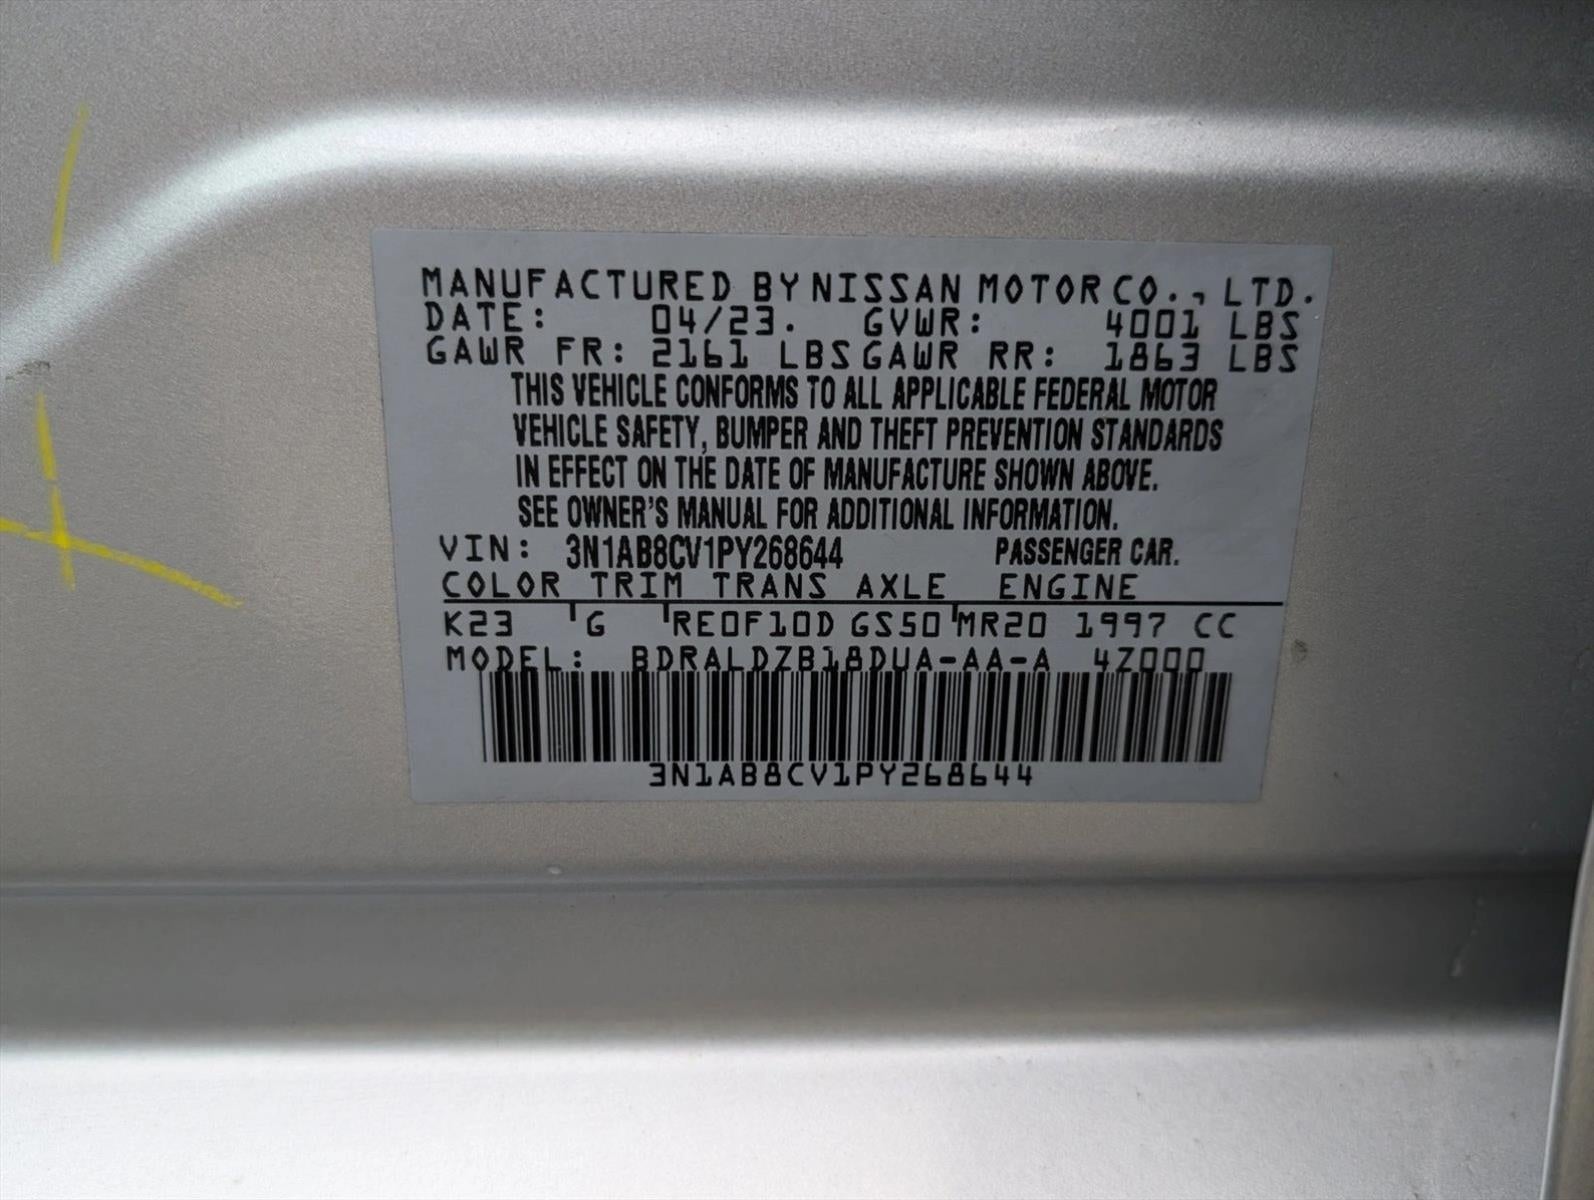 MANUFACTURED BY NISSAN MOTOR CO., LTD.
DATE: 04/23. GVWR: 4001 LBS
GAWR FR: 2161 LBS GAWR RR: 1863 LBS
THIS VEHICLE CONFORMS TO ALL APPLICABLE FEDERAL MOTOR
VEHICLE SAFETY, BUMPER AND THEFT PREVENTION STANDARDS
IN EFFECT ON THE DATE OF MANUFACTURE SHOWN ABOVE.
SEE OWNER'S MANUAL FOR ADDITIONAL INFORMATION.
VIN: 3N1AB8CV1PY268644 PASSENGER CAR.
COLOR TRIM TRANS AXLE ENGINE
K23 G RE0F10D GS50 MR20 1997 CC
MODEL: BDRALDZB18DUA-AA-A 4Z000
3N1AB8CV1PY268644